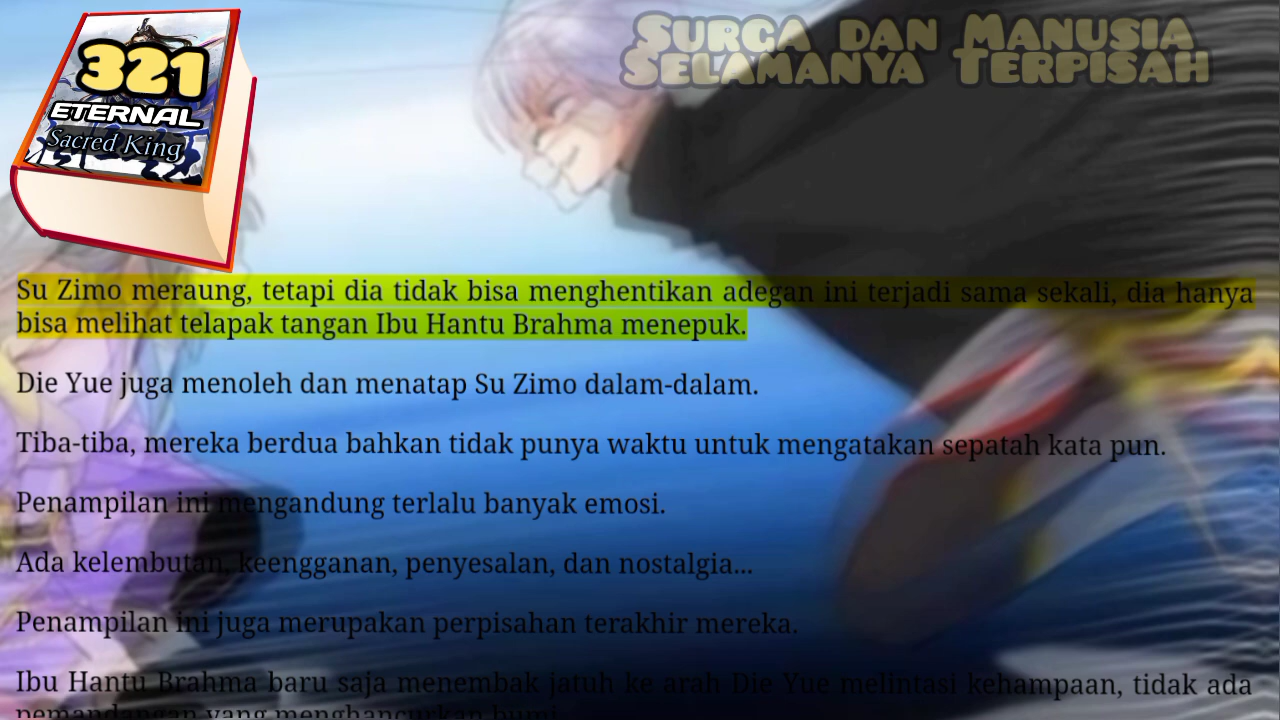 321
ETERNAL
Sacred King
SURGA DAN MANUSIA
SELAMANYA TERPISAH
Su Zimo meraung, tetapi dia tidak bisa menghentikan adegan ini terjadi sama sekali, dia hanya
bisa melihat telapak tangan Ibu Hantu Brahma menepuk.
Die Yue juga menoleh dan menatap Su Zimo dalam-dalam.
Tiba-tiba, mereka berdua bahkan tidak punya waktu untuk mengatakan sepatah kata pun.
Penampilan ini mengandung terlalu banyak emosi.
Ada kelembutan, keengganan, penyesalan, dan nostalgia...
Penampilan ini juga merupakan perpisahan terakhir mereka.
Ibu Hantu Brahma baru saja menembak jatuh ke arah Die Yue melintasi kehampaan, tidak ada
pemandangan yang menghancurkan bumi.